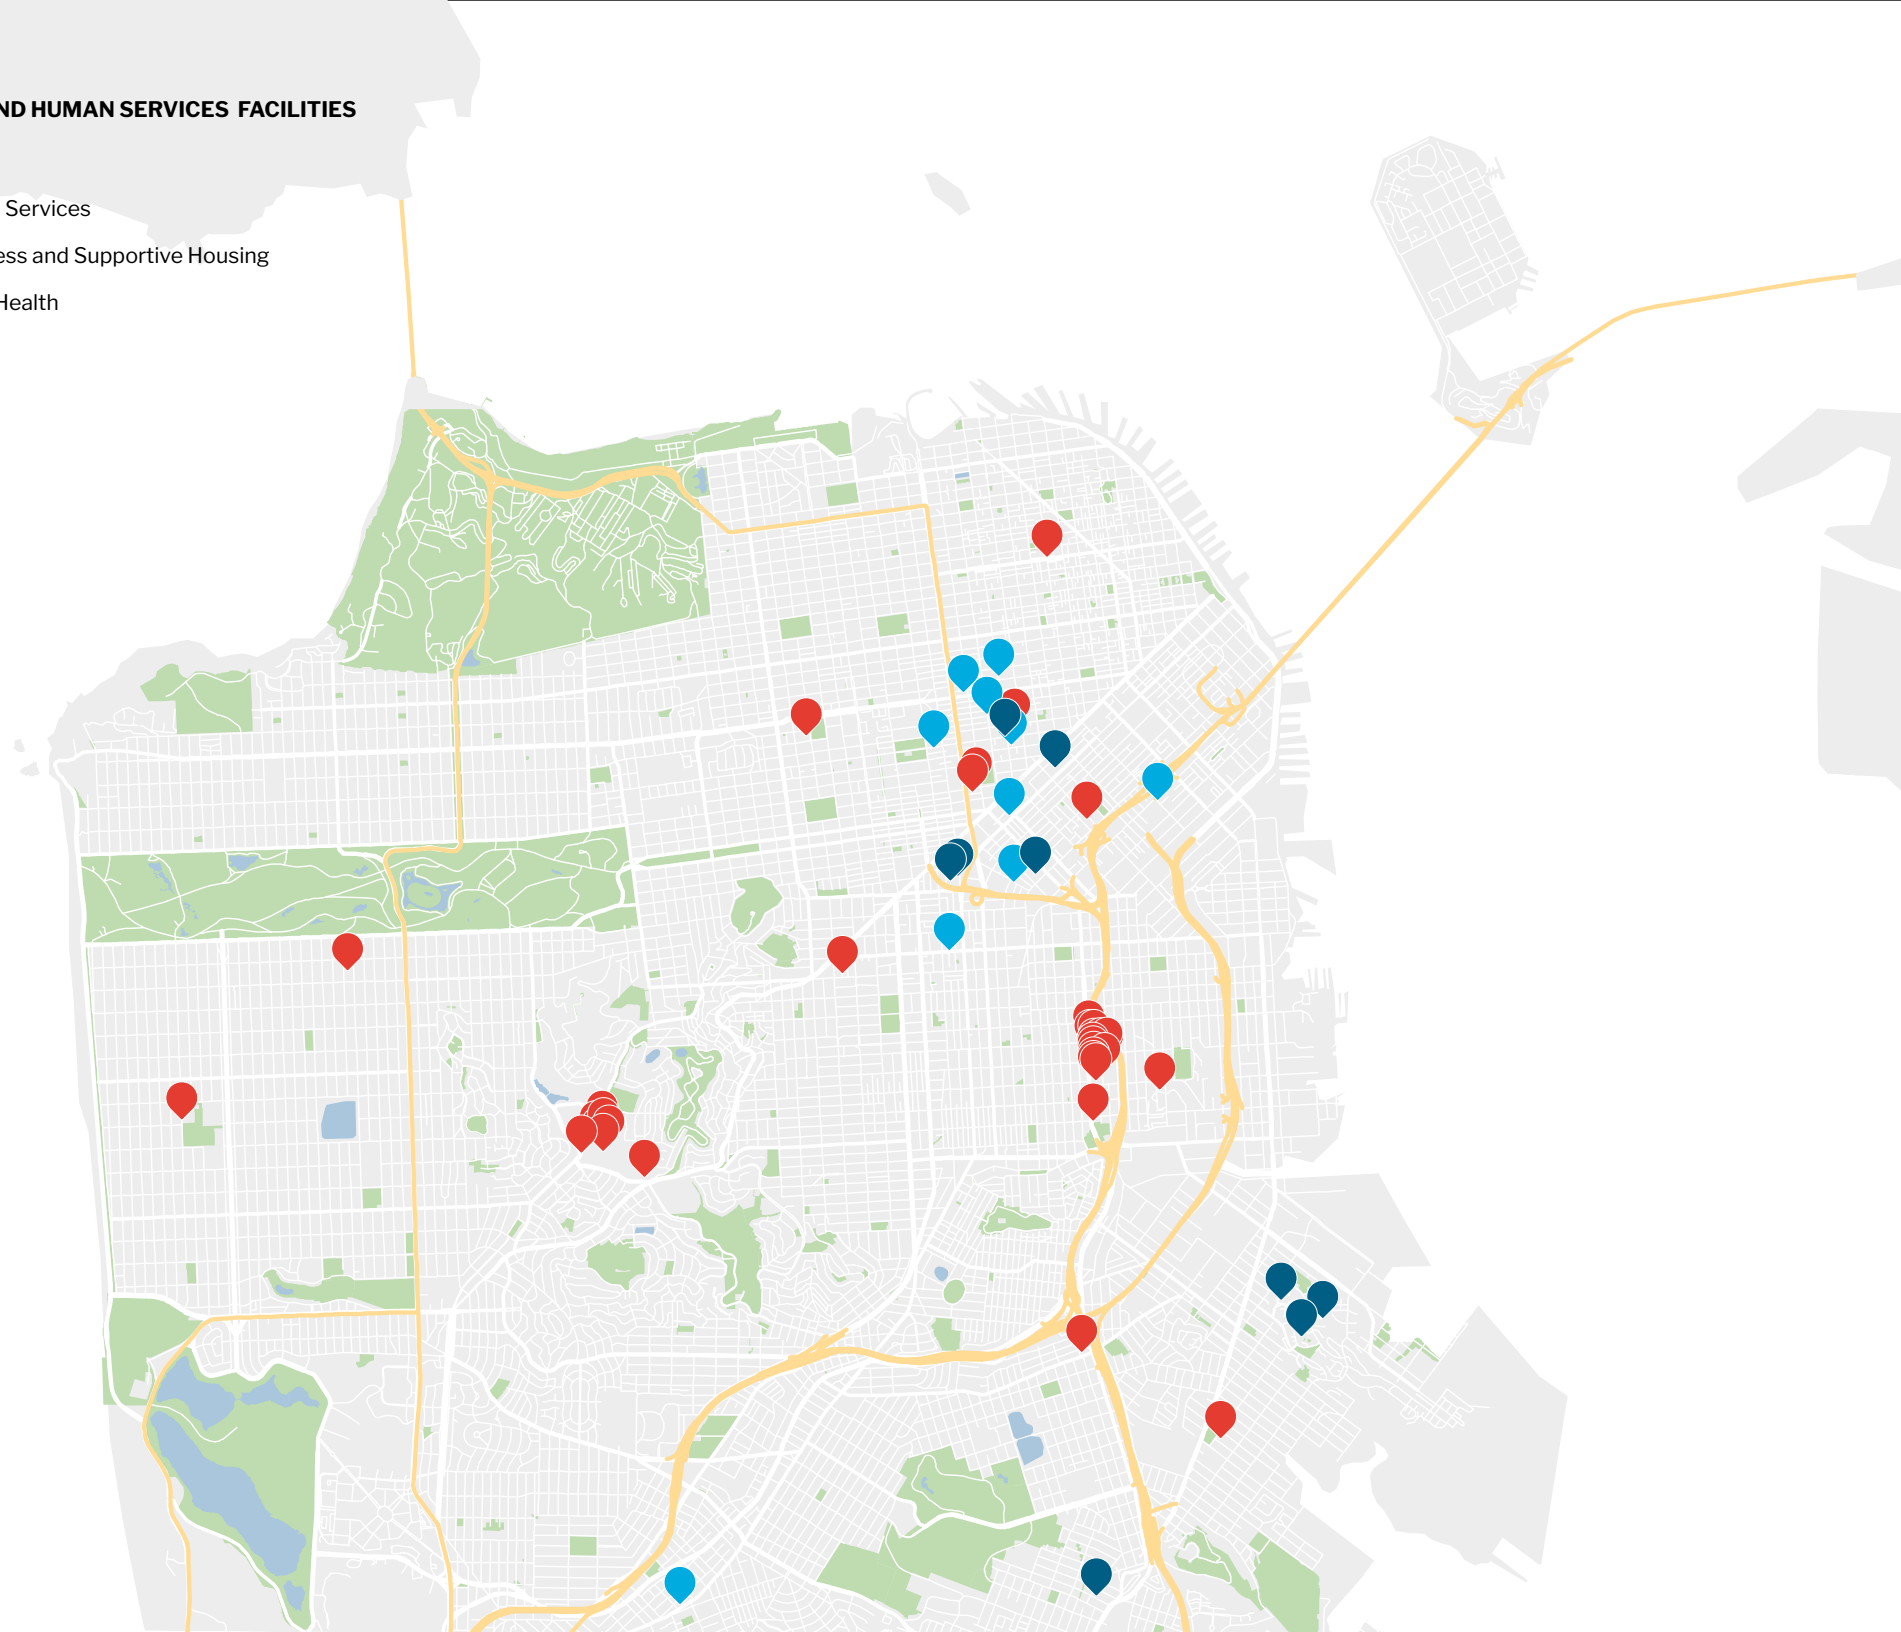 ND HUMAN SERVICES FACILITIES
Services
ess and Supportive Housing
Health